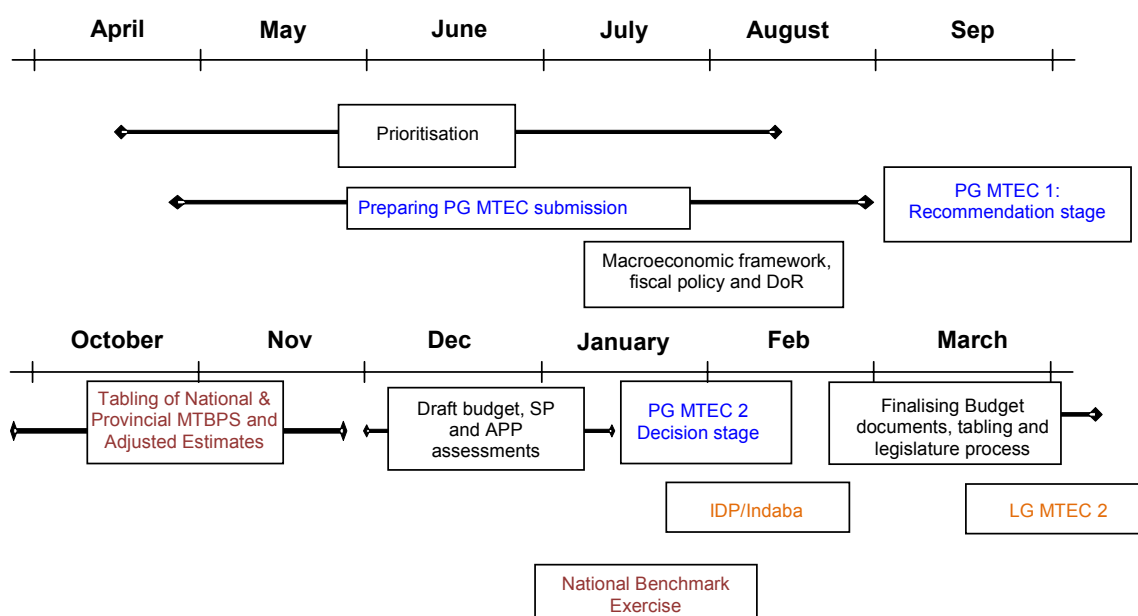 April May June July August Sep
Prioritisation
Preparing PG MTEC submission
PG MTEC 1:
Recommendation stage
Macroeconomic framework,
fiscal policy and DoR
October Nov Dec January Feb March
Tabling of National &
Provincial MTBPS and
Adjusted Estimates
Draft budget, SP
and APP
assessments
PG MTEC 2
Decision stage
Finalising Budget
documents, tabling and
legislature process
IDP/Indaba
LG MTEC 2
National Benchmark
Exercise